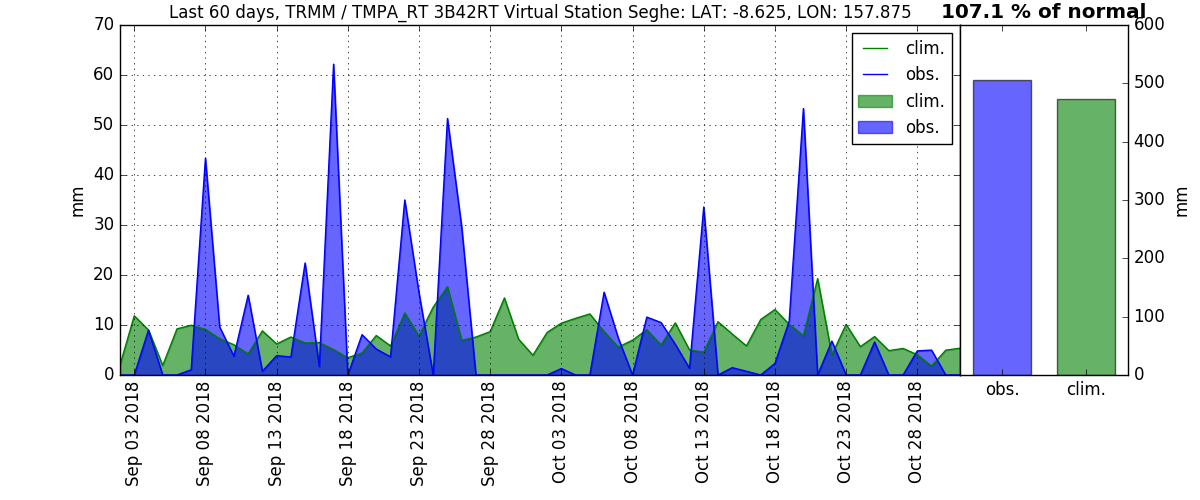 Last 60 days, TRMM / TMPA_RT 3B42RT Virtual Station Seghe: LAT: -8.625, LON: 157.875
107.1 % of normal
70
60
50
40
30
20
10
0
mm
clim.
obs.
clim.
obs.
600
500
400
300
200
100
0
mm
obs.
clim.
Sep 03 2018
Sep 08 2018
Sep 13 2018
Sep 18 2018
Sep 23 2018
Sep 28 2018
Oct 03 2018
Oct 08 2018
Oct 13 2018
Oct 18 2018
Oct 23 2018
Oct 28 2018